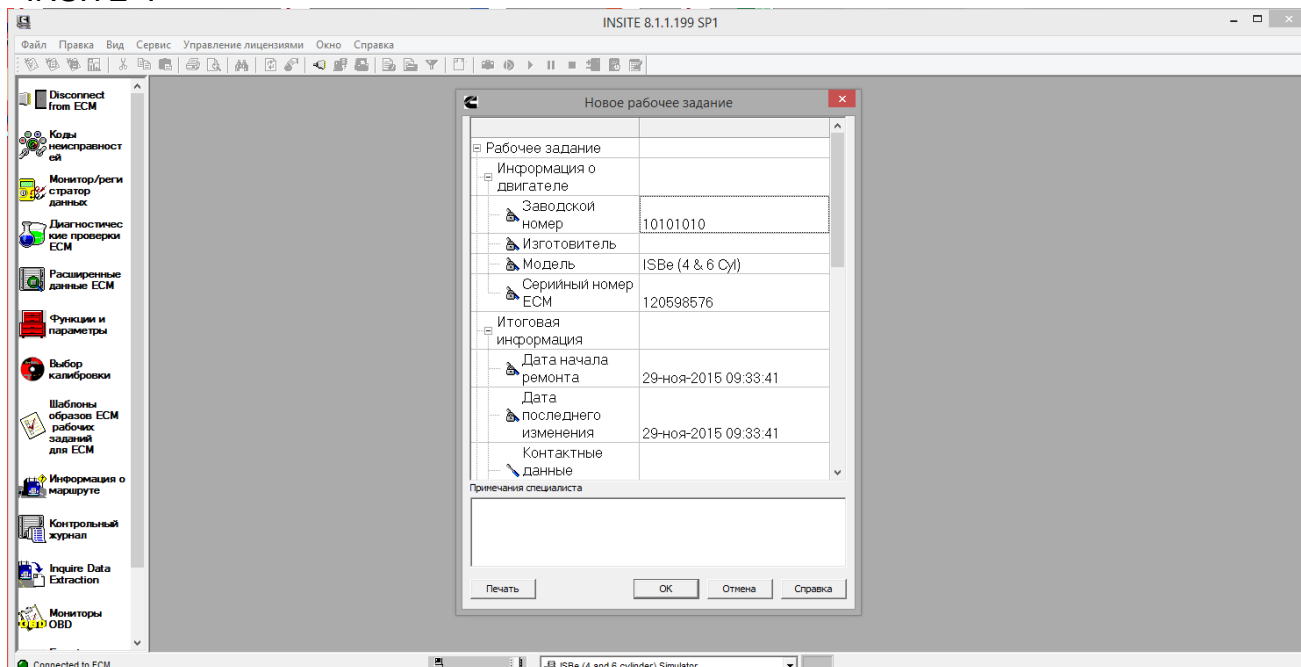 INSITE 8.1.1.199 SP1
Файл Правка Вид Сервис Управление лицензиями Окно Справка
Disconnect
from ECM
Коды
неисправност
ей
Монитор/реги
стратор
данных
Диагностичес
кие проверки
ECM
Расширенные
данные ECM
Функции и
параметры
Выбор
калибровки
Шаблоны
образов ECM
рабочих
заданий
для ECM
Информация о
маршруте
Контрольный
журнал
Inquire Data
Extraction
Мониторы
OBD
Новое рабочее задание
Рабочее задание
Информация о
двигателе
Заводской
номер 10101010
Изготовитель
Модель ISBe (4 & 6 Cyl)
Серийный номер
ECM 120598576
Итоговая
информация
Дата начала
ремонта 29-ноя-2015 09:33:41
Дата
последнего
изменения 29-ноя-2015 09:33:41
Контактные
данные
Примечания специалиста
Печать OK Отмена Справка
Connected to ECM ISBe (4 and 6 cylinder) Simulator